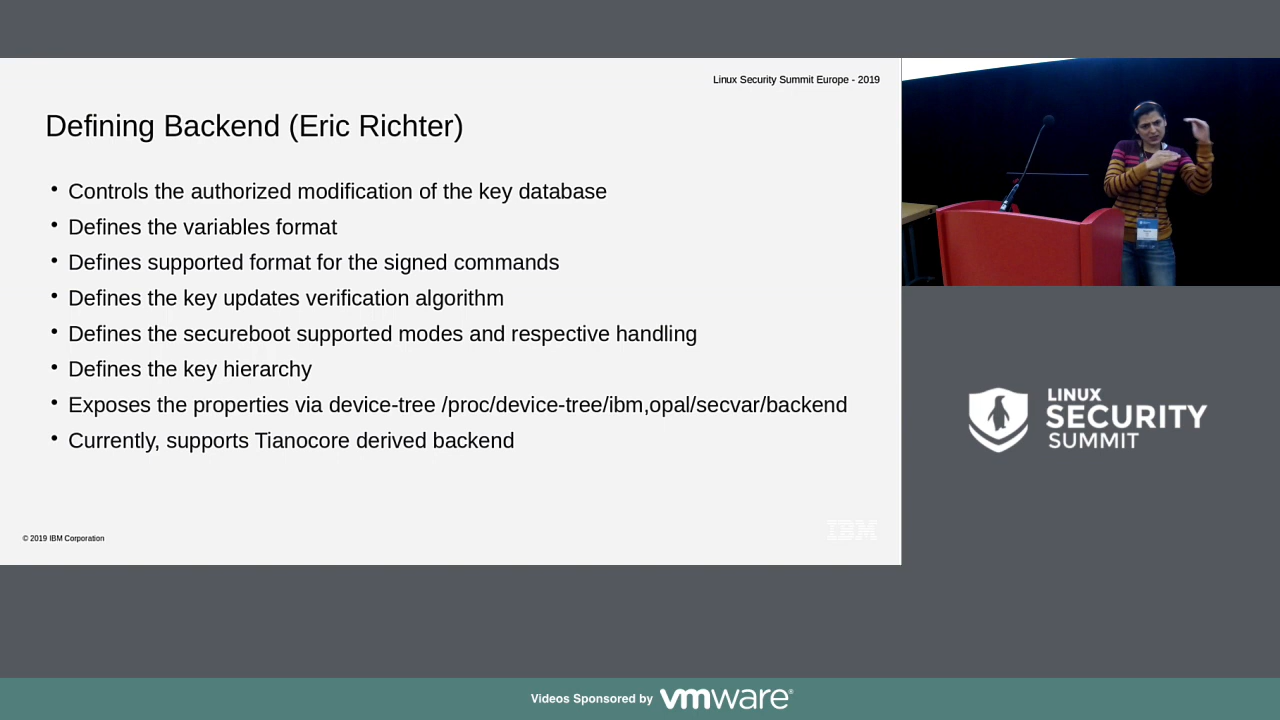 Linux Security Summit Europe - 2019
Defining Backend (Eric Richter)
• Controls the authorized modification of the key database
• Defines the variables format
• Defines supported format for the signed commands
• Defines the key updates verification algorithm
• Defines the secureboot supported modes and respective handling
• Defines the key hierarchy
• Exposes the properties via device-tree /proc/device-tree/ibm,opal/secvar/backend
• Currently, supports Tianocore derived backend
© 2019 IBM Corporation
IBM
LINUX
SECURITY
SUMMIT
Videos Sponsored by vmware®